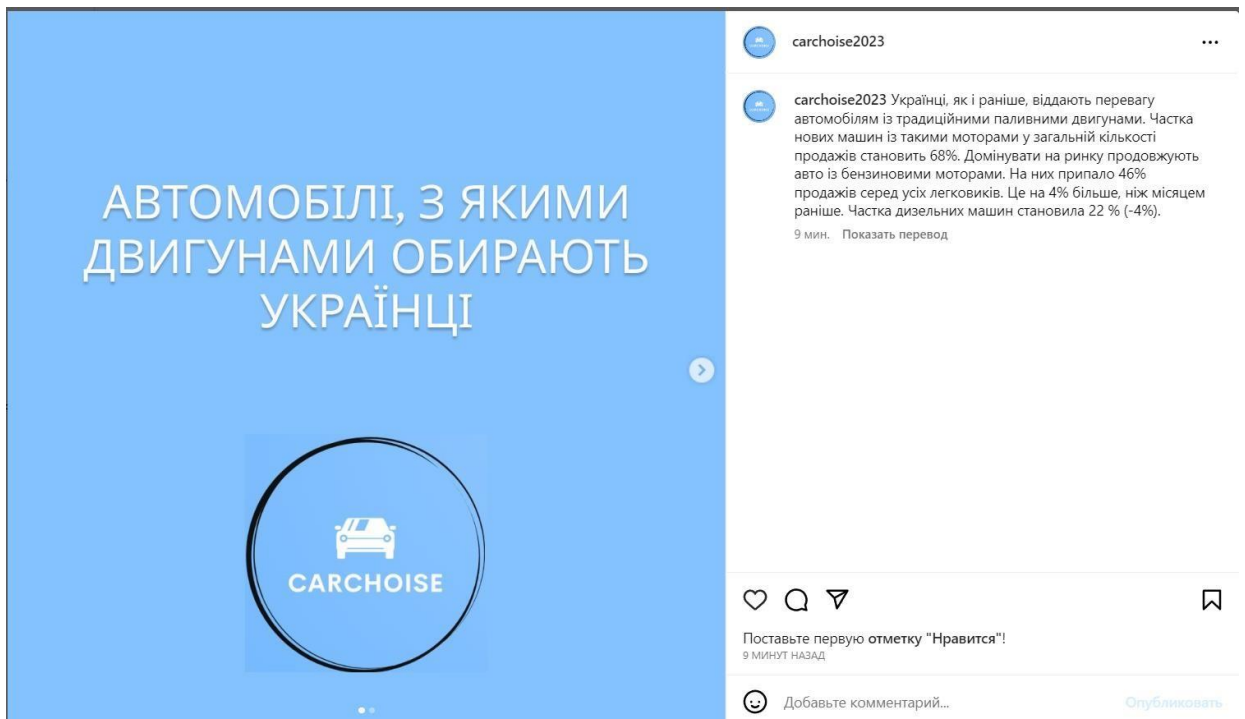 АВТОМОБІЛІ, З ЯКИМИ
ДВИГУНАМИ ОБИРАЮТЬ
УКРАЇНЦІ
CARCHOISE
carchoise2023
carchoise2023 Українці, як і раніше, віддають перевагу
автомобілям із традиційними паливними двигунами. Частка
нових машин із такими моторами у загальній кількості
продажів становить 68%. Домінувати на ринку продовжують
авто із бензиновими моторами. На них припало 46%
продажів серед усіх легковиків. Це на 4% більше, ніж місяцем
раніше. Частка дизельних машин становила 22 % (-4%).
9 мин. Показать перевод
Поставьте первую отметку "Нравится"!
9 МИНУТ НАЗАД
Добавьте комментарий...
Опубликовать